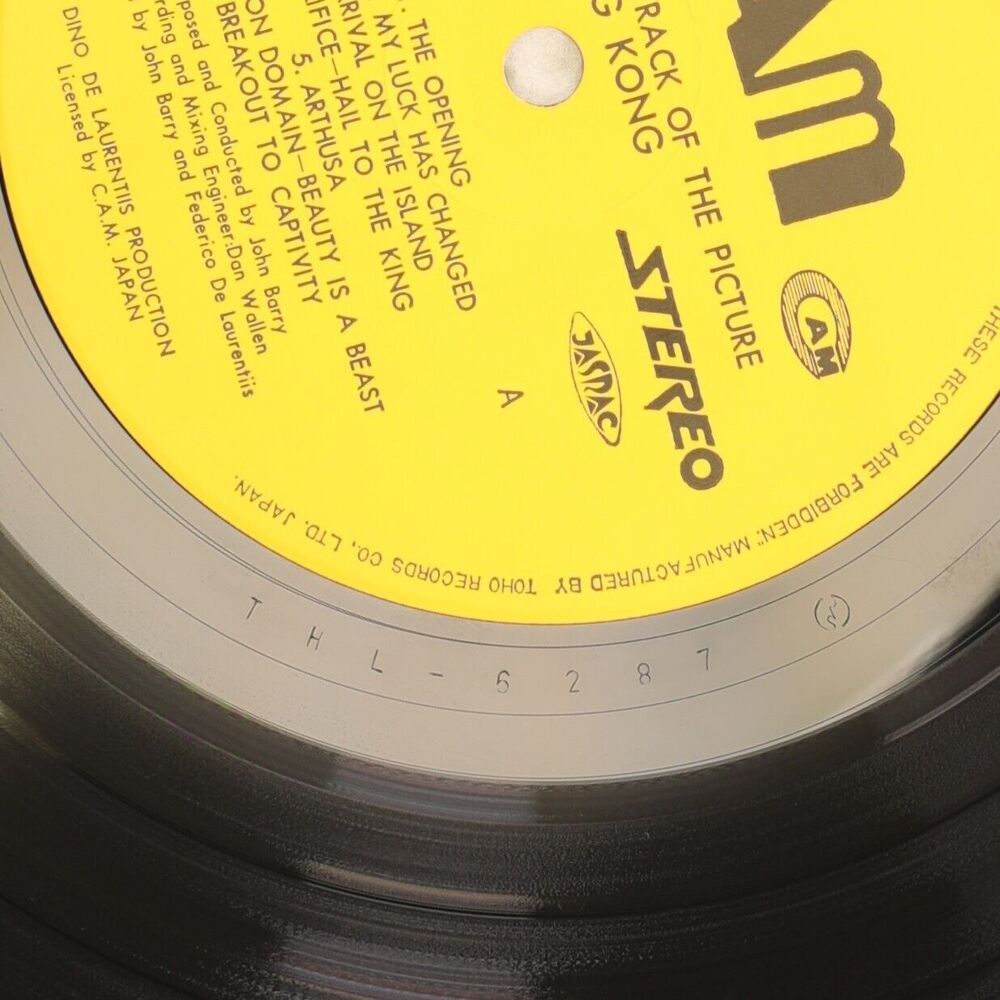 AM
RACK OF THE PICTURE
G KONG
CAM
STEREO
JASRAC
A
. THE OPENING
MY LUCK HAS CHANGED
RIVAL ON THE ISLAND
IFICE—HAIL TO THE KING
5. ARTHUSA
ON DOMAIN—BEAUTY IS A BEAST
BREAKOUT TO CAPTIVITY
posed and Conducted by John Barry
rding and Mixing Engineer:Dan Wallen
by John Barry and Federico De Laurentiis
DINO DE LAURENTIIS PRODUCTION
Licensed by C.A.M. JAPAN
HESE RECORDS ARE FORBIDDEN." MANUFACTURED BY TOHO RECORDS CO., LTD. JAPAN.
THL-6287